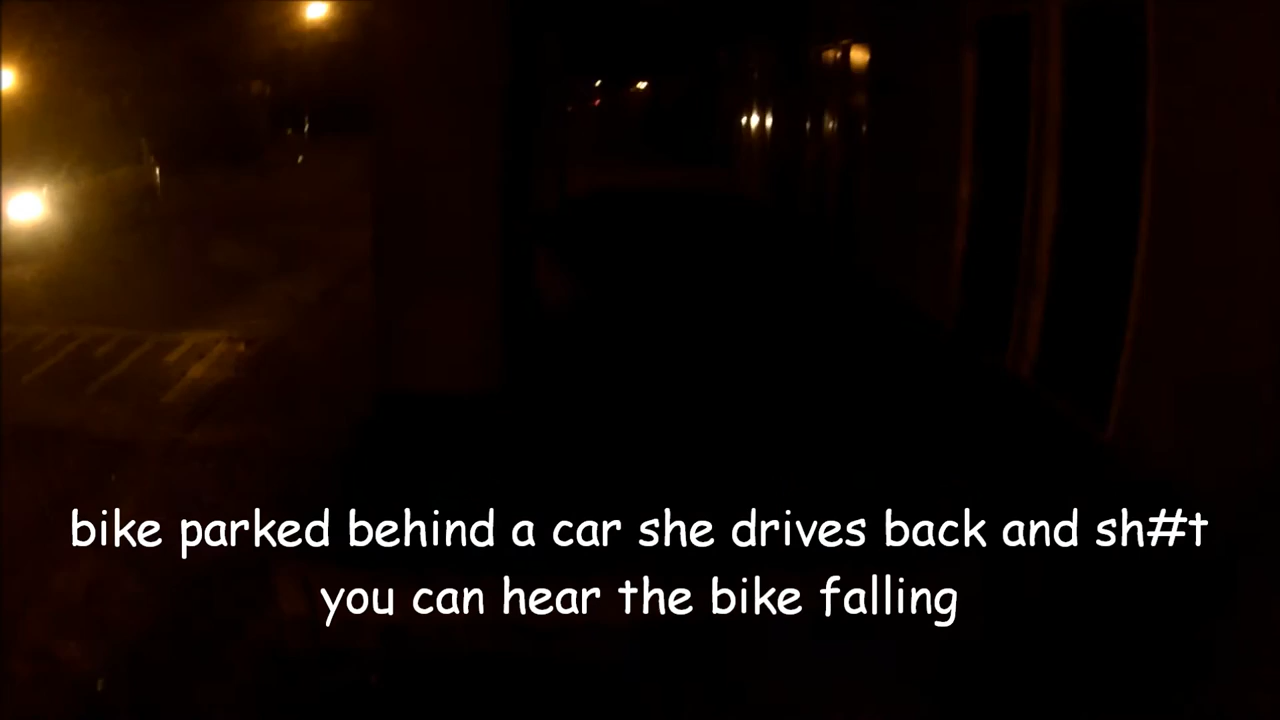 bike parked behind a car she drives back and sh#t
you can hear the bike falling